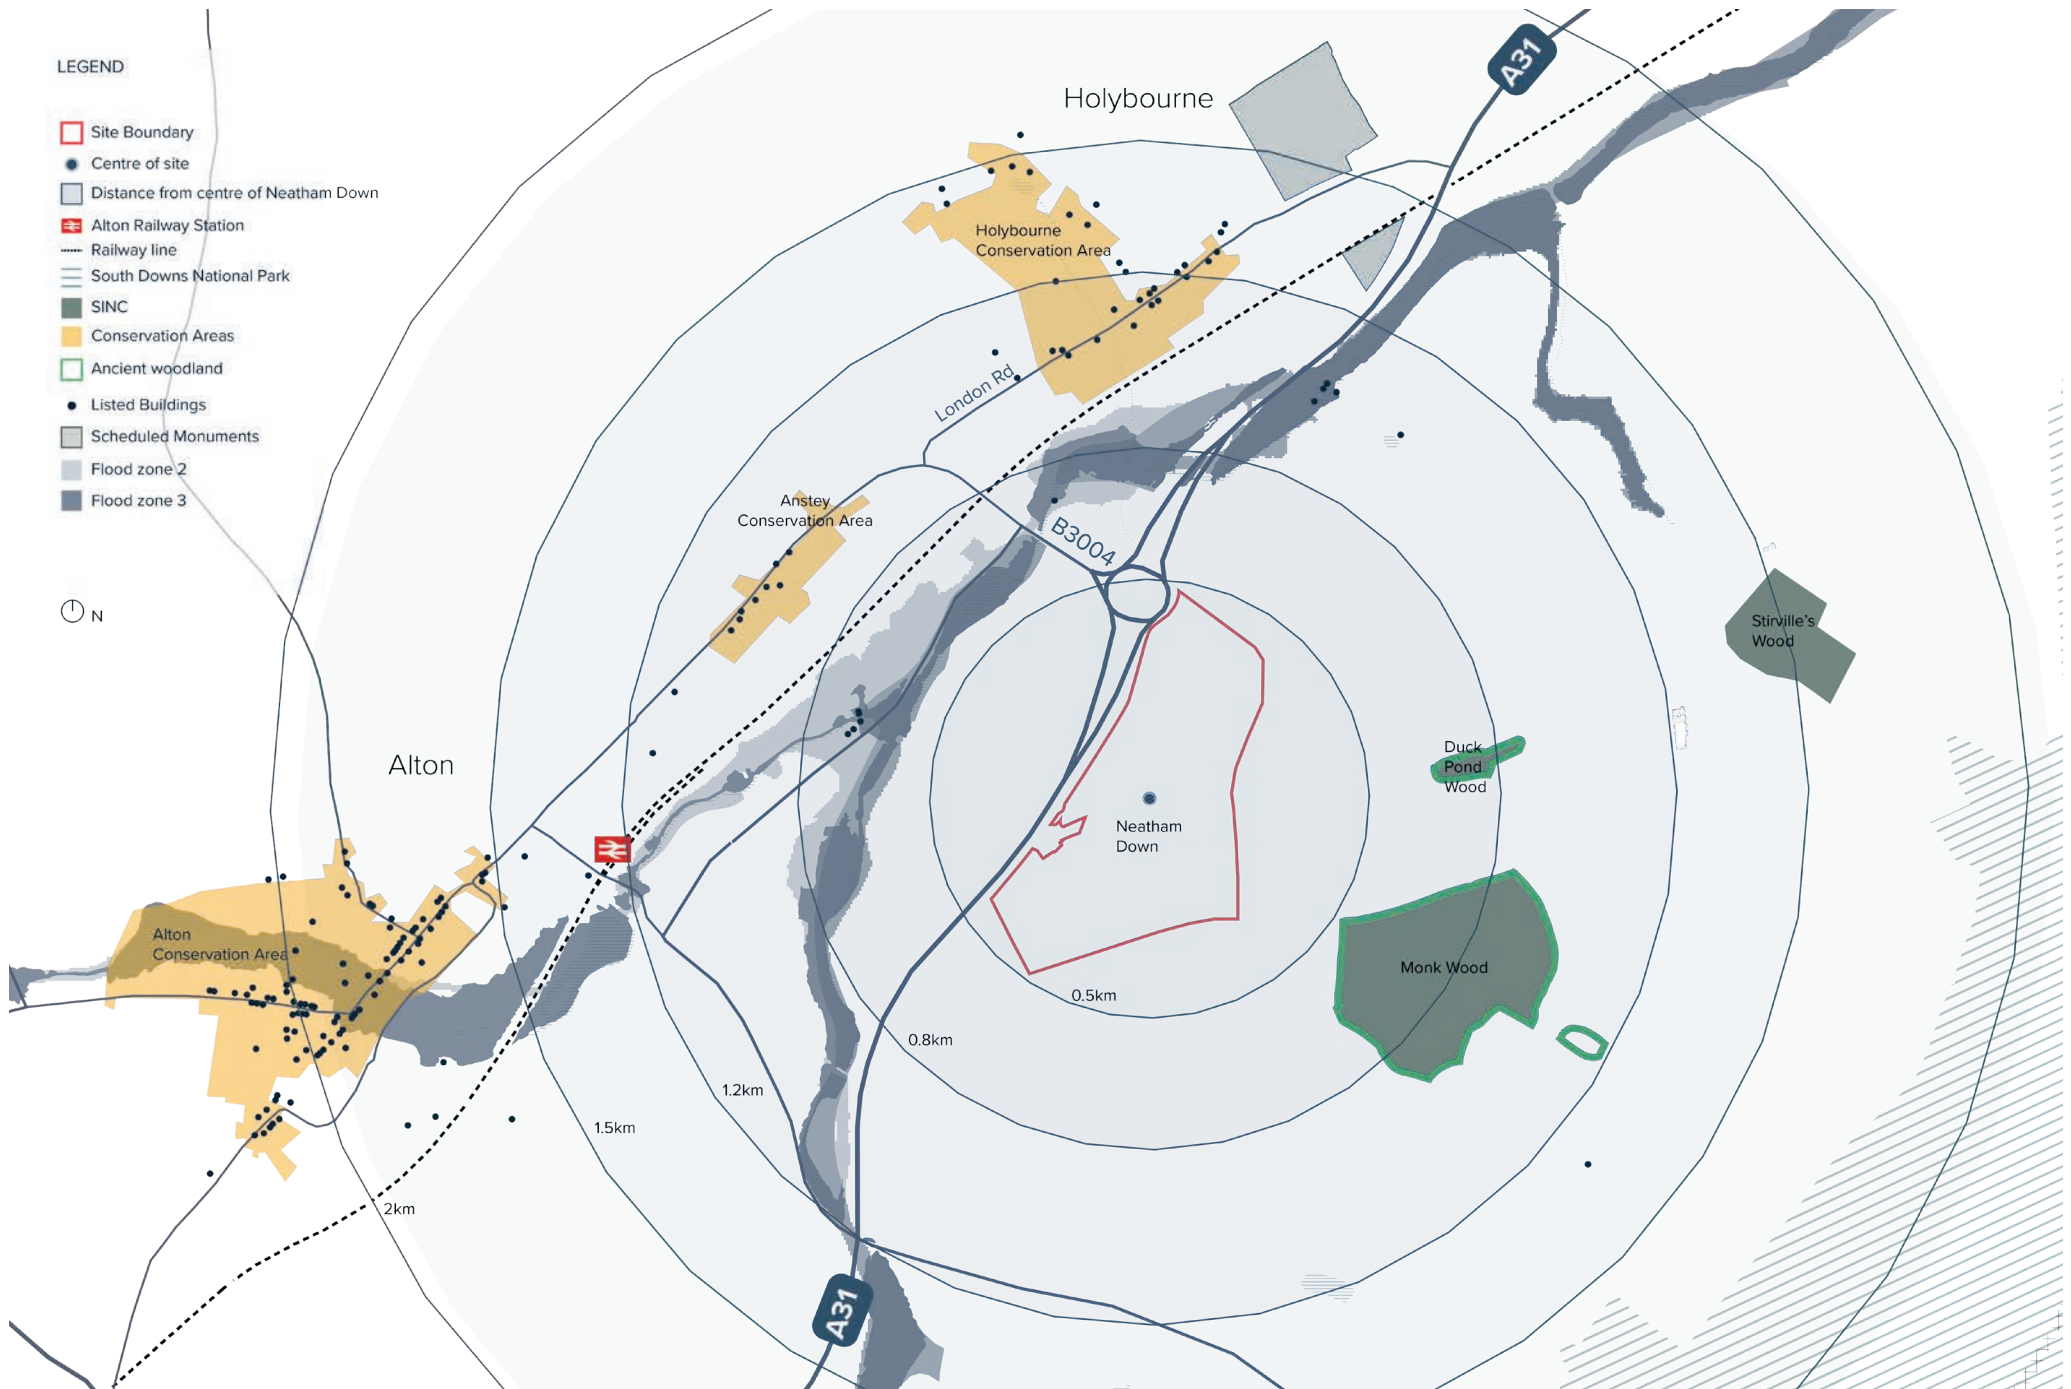 LEGEND
Site Boundary
Centre of site
Distance from centre of Neatham Down
Alton Railway Station
Railway line
South Downs National Park
SINC
Conservation Areas
Ancient woodland
Listed Buildings
Scheduled Monuments
Flood zone 2
Flood zone 3
N
A31
Holybourne
Holybourne
Conservation Area
London Rd
Anstey
Conservation Area
B3004
Stirville's
Wood
Duck
Pond
Wood
Alton
Neatham
Down
Alton
Conservation Area
Monk Wood
0.5km
0.8km
1.2km
1.5km
2km
A31